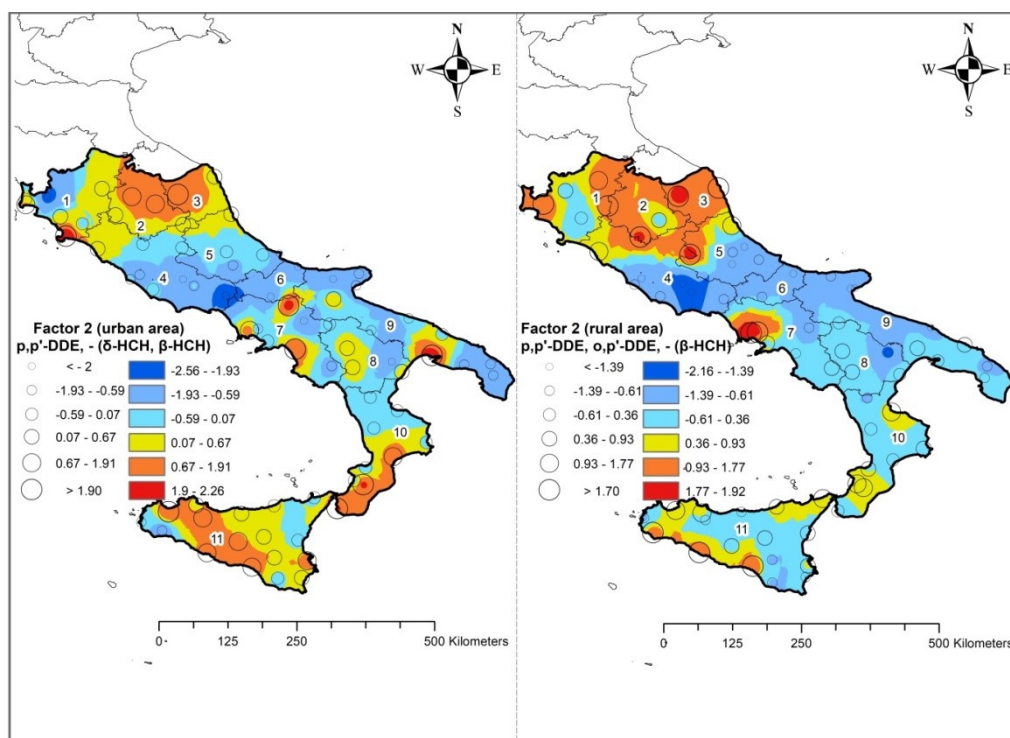 N
W E
S
1
3
2
5
4
6
7
9
8
10
11
Factor 2 (urban area)
p,p'-DDE, - (δ-HCH, β-HCH)
< - 2 -2.56 - -1.93
-1.93 - -0.59 -1.93 - -0.59
-0.59 - 0.07 -0.59 - 0.07
0.07 - 0.67 0.07 - 0.67
0.67 - 1.91 0.67 - 1.91
> 1.90 1.9 - 2.26
0 125 250 500 Kilometers
N
W E
S
1
2
3
5
4
6
7
9
8
10
11
Factor 2 (rural area)
p,p'-DDE, o,p'-DDE, - (β-HCH)
< -1.39 -2.16 - -1.39
-1.39 - -0.61 -1.39 - -0.61
-0.61 - 0.36 -0.61 - 0.36
0.36 - 0.93 0.36 - 0.93
0.93 - 1.77 0.93 - 1.77
> 1.70 1.77 - 1.92
0 125 250 500 Kilometers